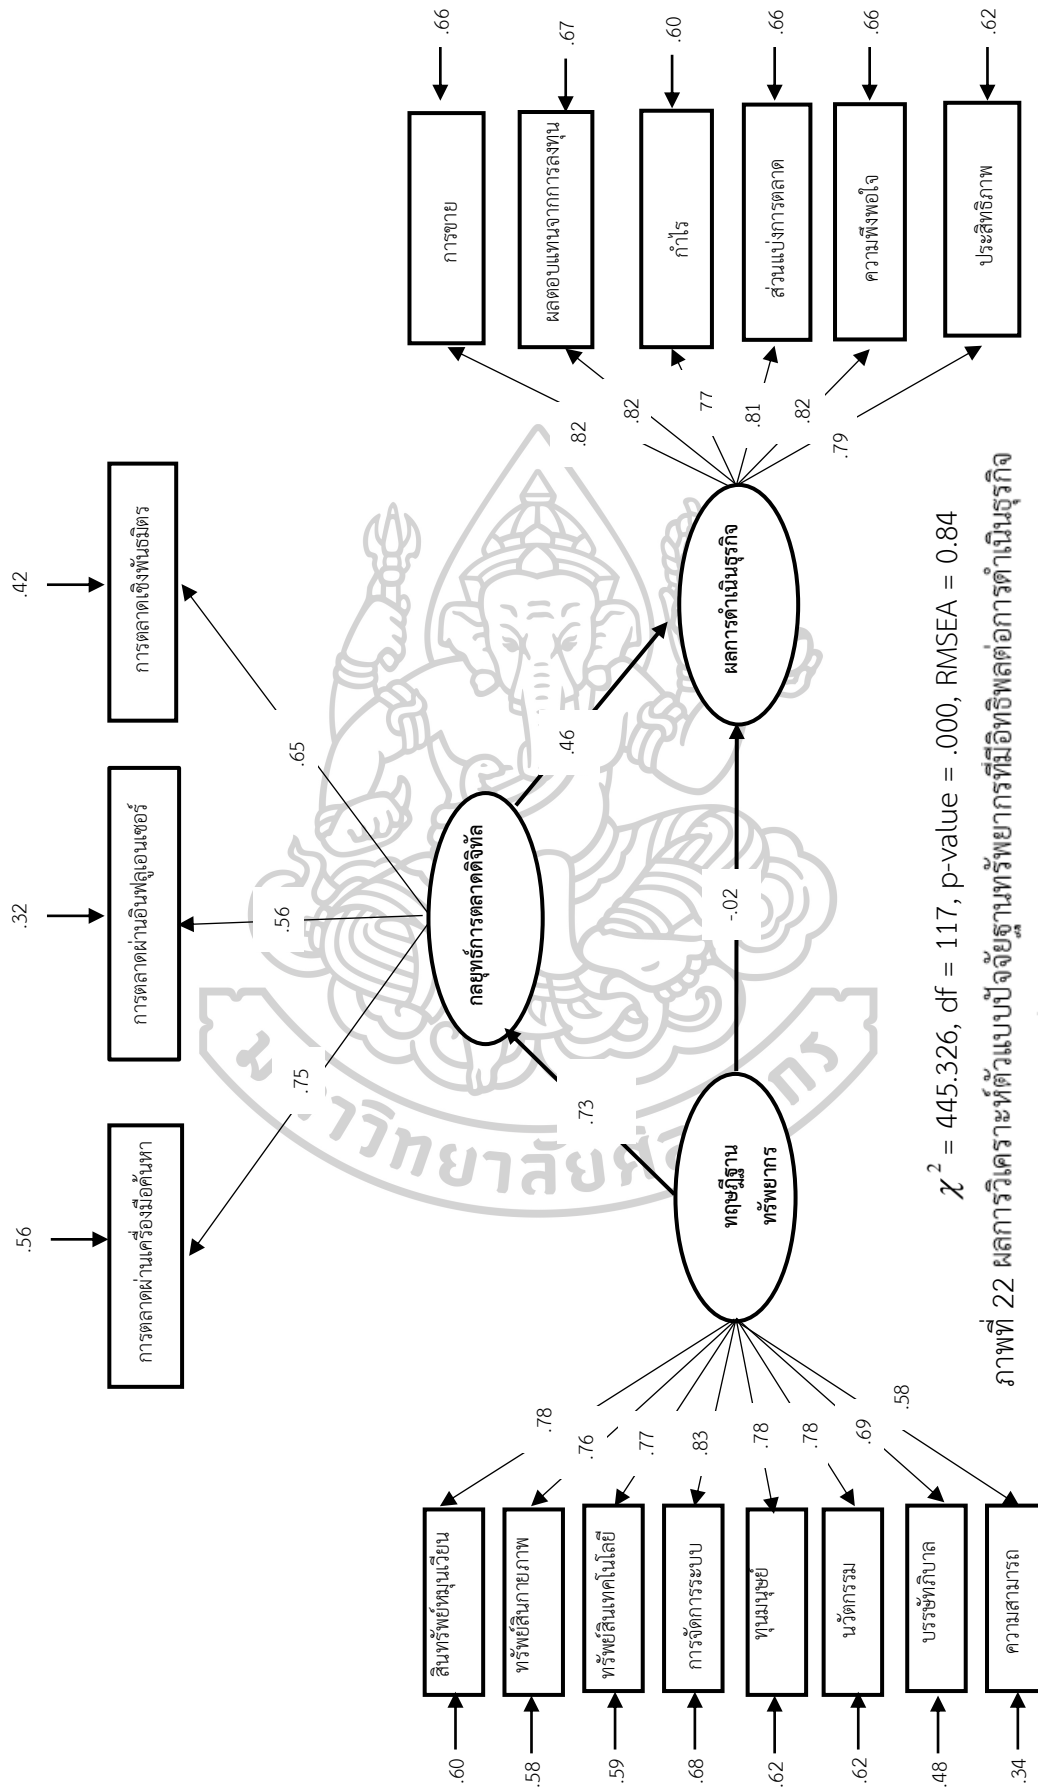 .56
.32
.42
การตลาดผ่านเครื่องมือค้นหา
การตลาดผ่านอินฟลูเอนเซอร์
การตลาดเชิงพันธมิตร
.75
.56
.65
กลยุทธ์การตลาดดิจิทัล
.73
.46
-.02
ทฤษฎีฐาน
ทรัพยากร
ผลการดำเนินธุรกิจ
.60
สินทรัพย์หมุนเวียน
.78
.58
ทรัพย์สินกายภาพ
.76
.59
ทรัพย์สินเทคโนโลยี
.77
.68
การจัดการระบบ
.83
.62
ทุนมนุษย์
.78
.62
นวัตกรรม
.78
.48
บรรษัทภิบาล
.69
.34
ความสามารถ
.58
.82
การขาย
.66
.82
ผลตอบแทนจากการลงทุน
.67
77
กำไร
.60
.81
ส่วนแบ่งการตลาด
.66
.82
ความพึงพอใจ
.66
.79
ประสิทธิภาพ
.62
χ² = 445.326, df = 117, p-value = .000, RMSEA = 0.84
ภาพที่ 22 ผลการวิเคราะห์ตัวแบบปัจจัยฐานทรัพยากรที่มีอิทธิพลต่อการดำเนินธุรกิจ